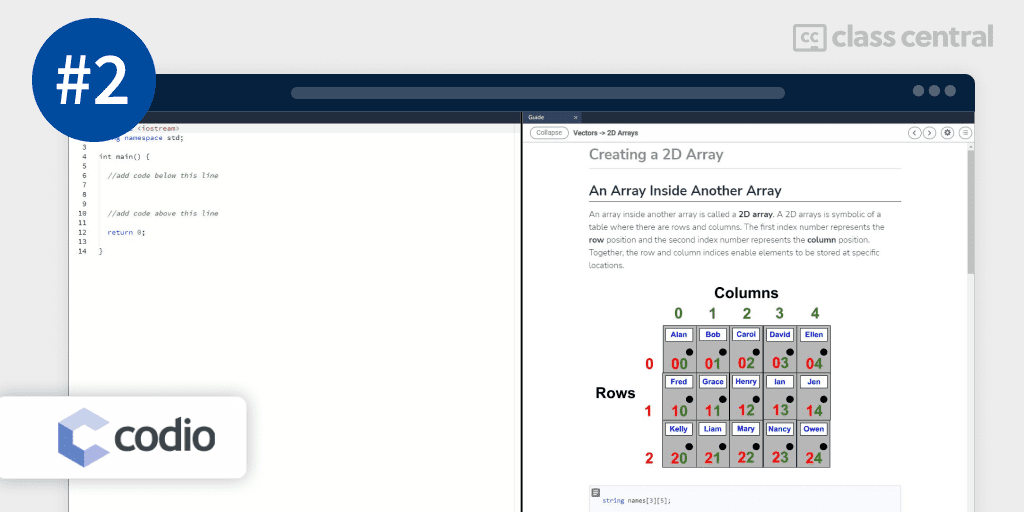 #2
class central
Guide
Collapse
Vectors -> 2D Arrays
<iostream>
namespace std;
3
4 int main() {
5
6 //add code below this line
7
8
9
10 //add code above this line
11
12 return 0;
13
14 }
Creating a 2D Array
An Array Inside Another Array
An array inside another array is called a 2D array. A 2D arrays is symbolic of a
table where there are rows and columns. The first index number represents the
row position and the second index number represents the column position.
Together, the row and column indices enable elements to be stored at specific
locations.
Columns
0 1 2 3 4
Alan Bob Carol David Ellen
0 00 01 02 03 04
Fred Grace Henry Ian Jen
Rows
1 10 11 12 13 14
Kelly Liam Mary Nancy Owen
2 20 21 22 23 24
string names[3][5];
codio